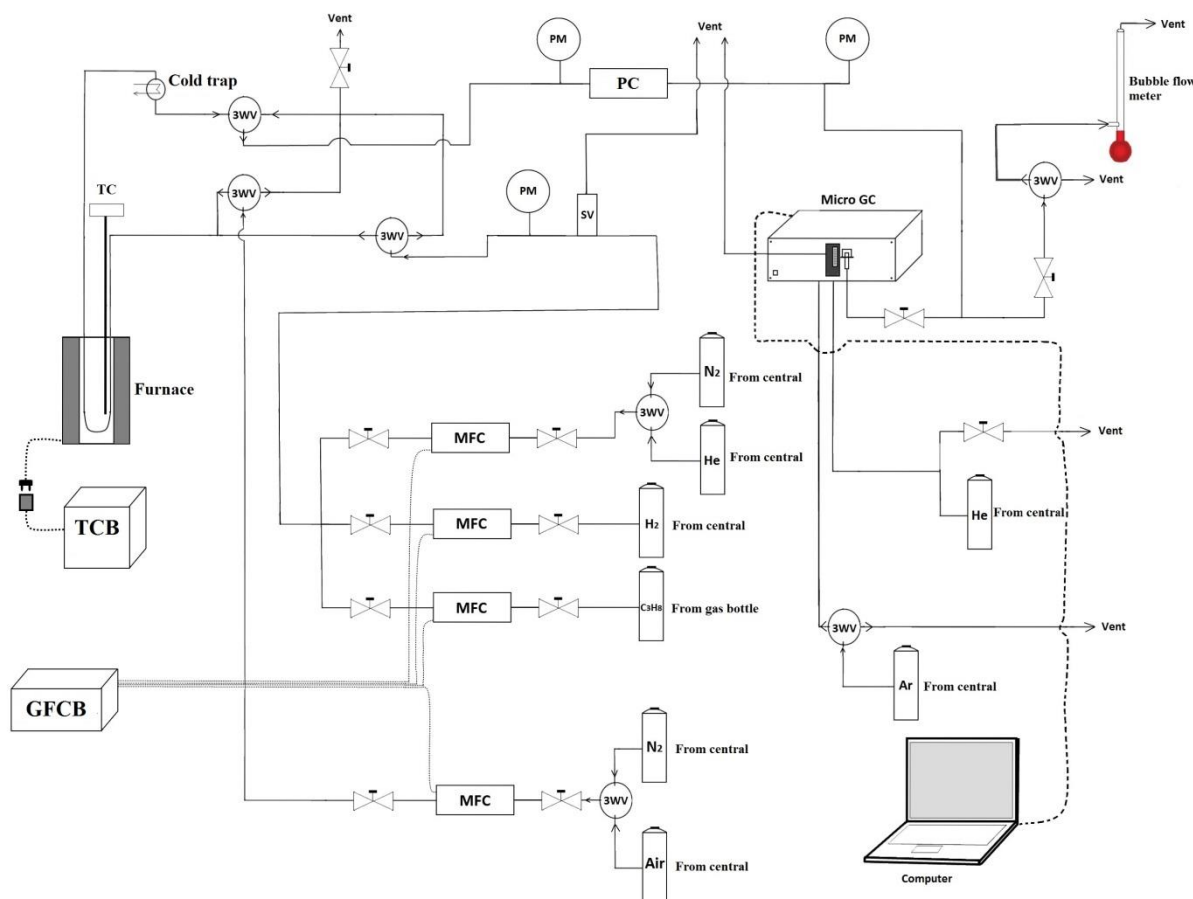 Vent
PM
Vent
PM
Vent
Cold trap
PC
Bubble flow
meter
3WV
TC
3WV
PM
SV
3WV
Vent
Micro GC
3WV
N₂
From central
Furnace
3WV
MFC
He
From central
Vent
He
From central
TCB
MFC
H₂
From central
MFC
C₃H₈
From gas bottle
3WV
Vent
Ar
From central
GFCB
N₂
From central
MFC
3WV
Air
From central
Computer